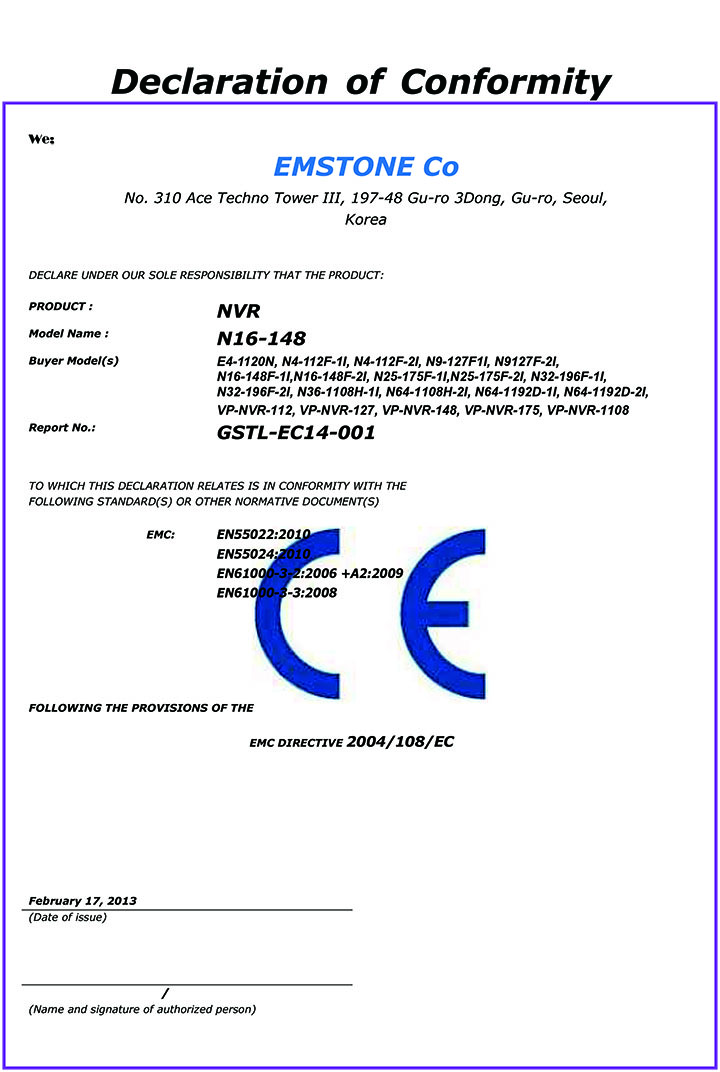 Declaration of Conformity
We:
EMSTONE Co
No. 310 Ace Techno Tower III, 197-48 Gu-ro 3Dong, Gu-ro, Seoul,
Korea
DECLARE UNDER OUR SOLE RESPONSIBILITY THAT THE PRODUCT:
PRODUCT : NVR
Model Name : N16-148
Buyer Model(s) E4-1120N, N4-112F-1I, N4-112F-2I, N9-127F1I, N9127F-2I,
N16-148F-1I,N16-148F-2I, N25-175F-1I,N25-175F-2I, N32-196F-1I,
N32-196F-2I, N36-1108H-1I, N64-1108H-2I, N64-1192D-1I, N64-1192D-2I,
VP-NVR-112, VP-NVR-127, VP-NVR-148, VP-NVR-175, VP-NVR-1108
Report No.: GSTL-EC14-001
TO WHICH THIS DECLARATION RELATES IS IN CONFORMITY WITH THE
FOLLOWING STANDARD(S) OR OTHER NORMATIVE DOCUMENT(S)
EMC: EN55022:2010
EN55024:2010
EN61000-3-2:2006 +A2:2009
EN61000-3-3:2008
CE
FOLLOWING THE PROVISIONS OF THE
EMC DIRECTIVE 2004/108/EC
February 17, 2013
(Date of issue)
/
(Name and signature of authorized person)